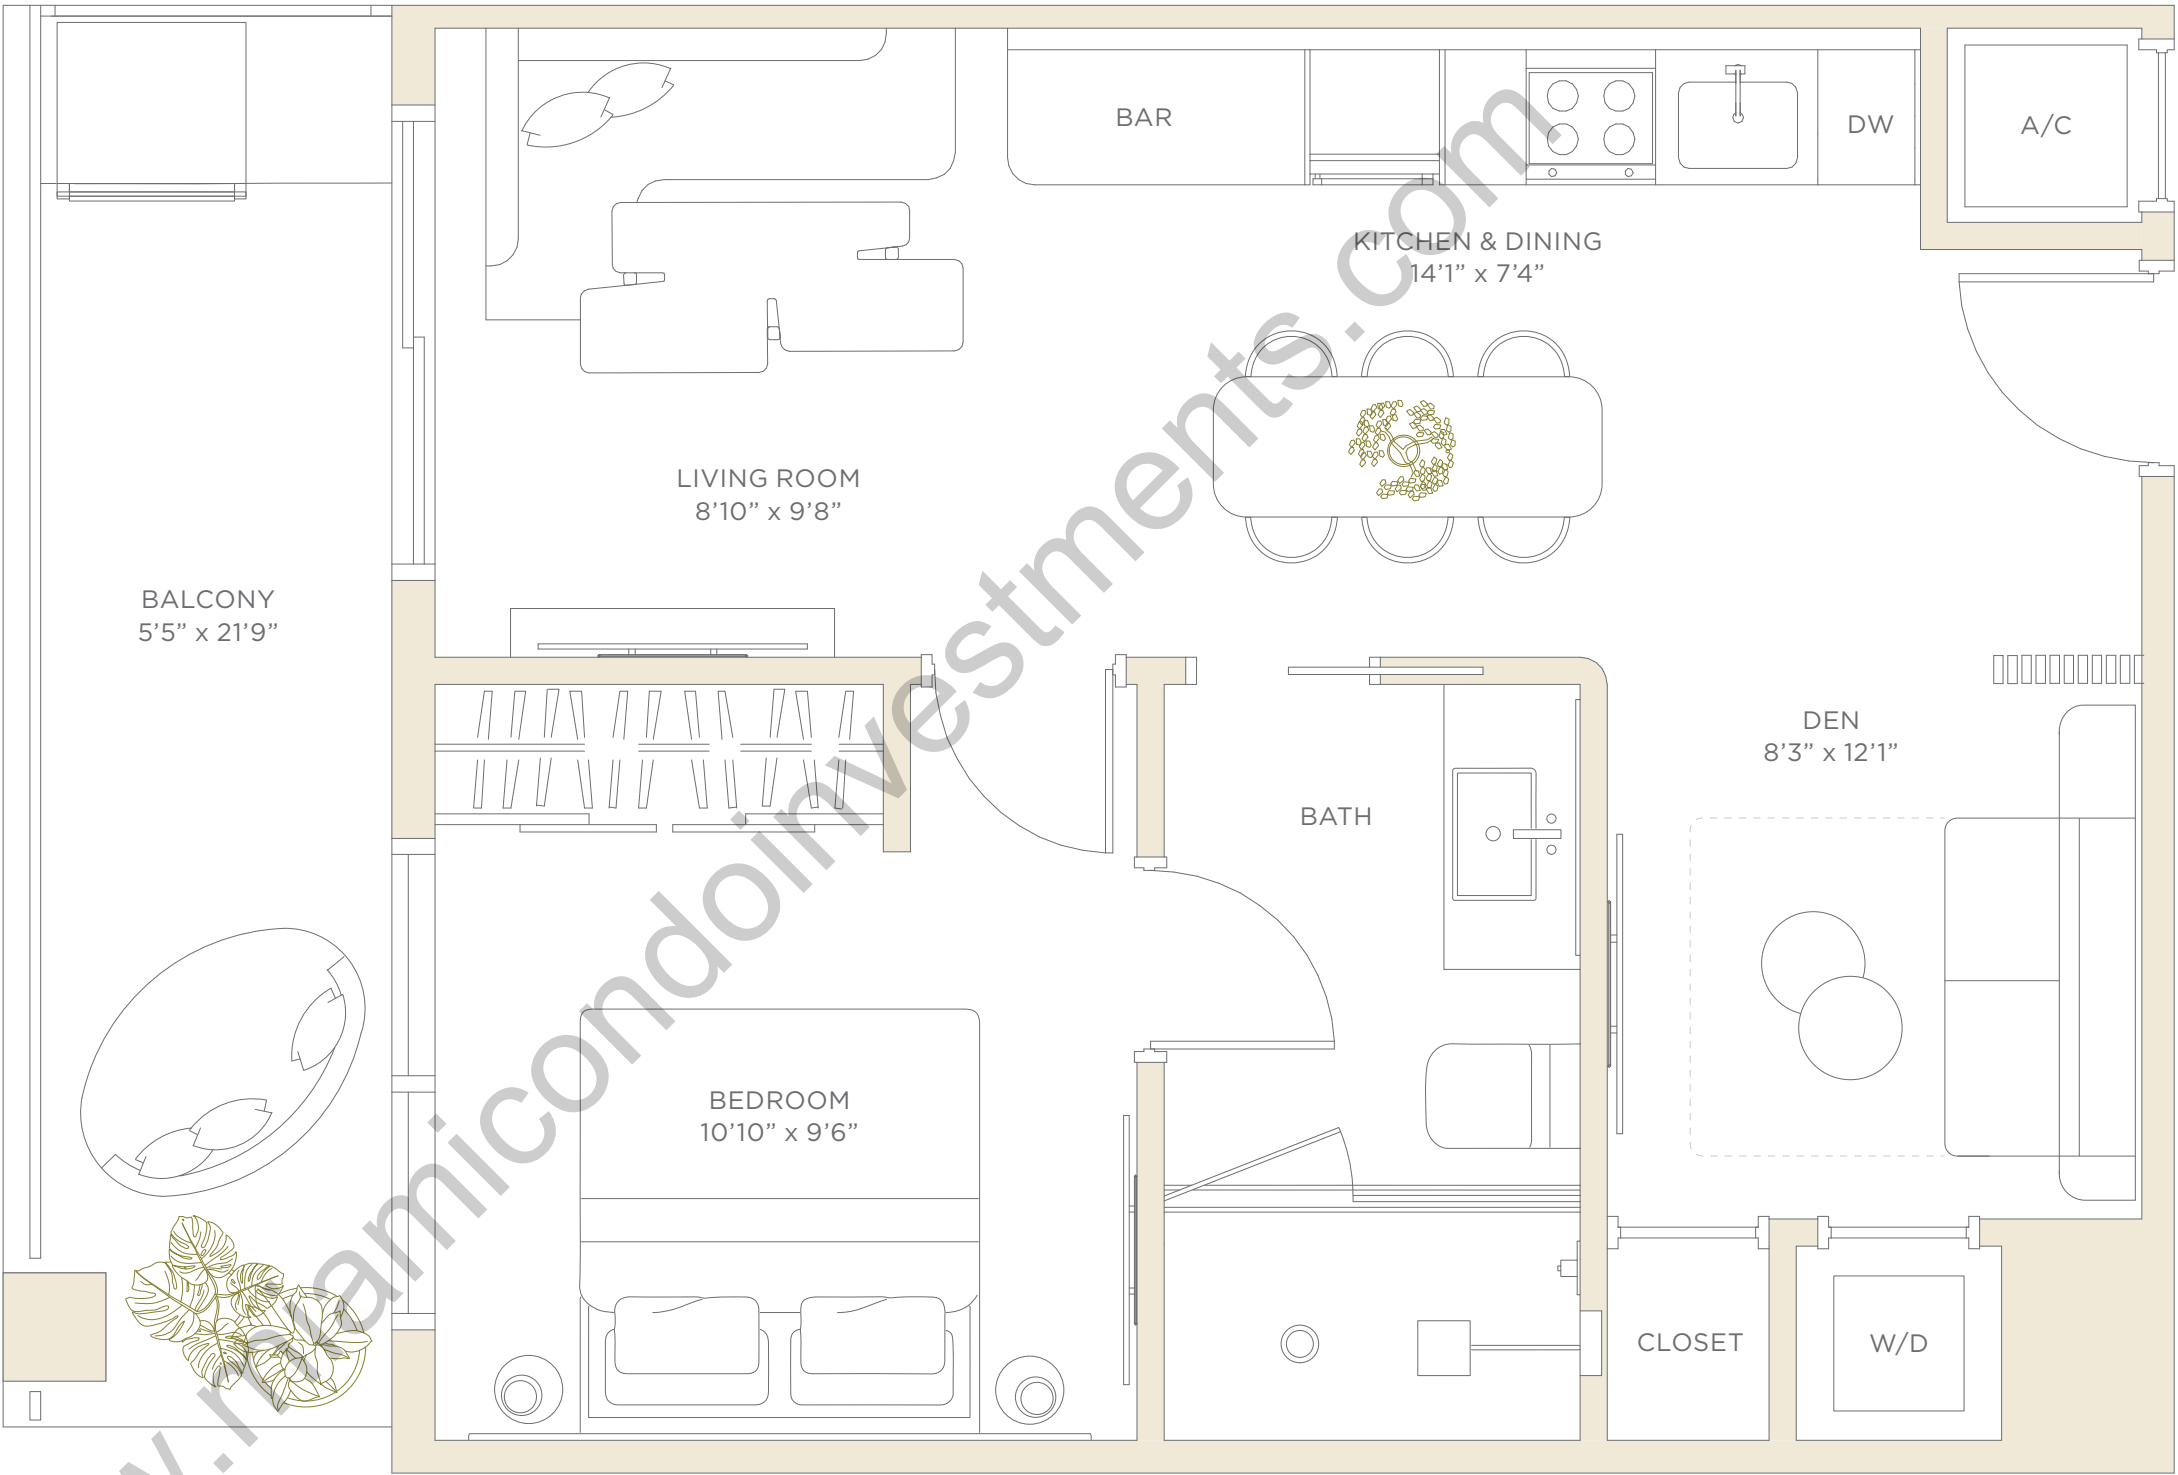 BAR
DW
A/C
KITCHEN & DINING
14’1” x 7’4”
LIVING ROOM
8’10” x 9’8”
BALCONY
5’5” x 21’9”
DEN
8’3” x 12’1”
BATH
BEDROOM
10’10” x 9’6”
CLOSET
W/D
w.miamicondoinvestments.com